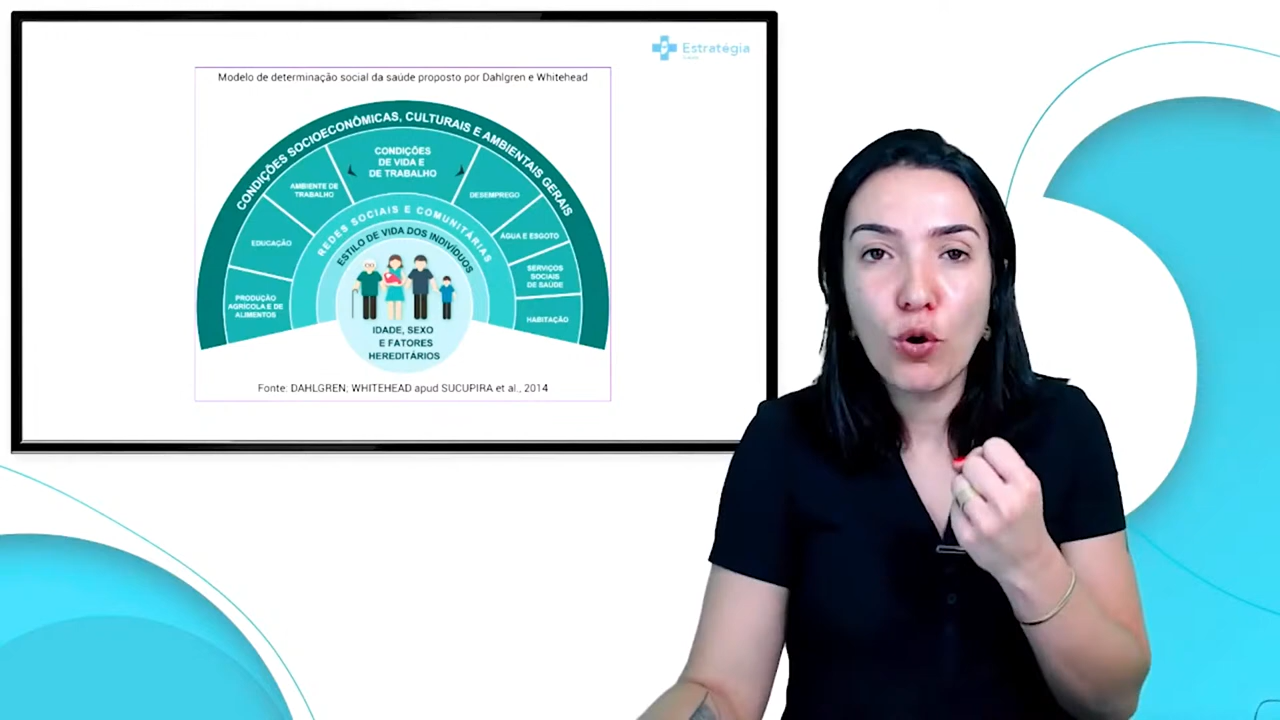 Estratégia
Modelo de determinação social da saúde proposto por Dahlgren e Whitehead
CONDIÇÕES SOCIOECONÔMICAS, CULTURAIS E AMBIENTAIS GERAIS
CONDIÇÕES
DE VIDA E
DE TRABALHO
AMBIENTE DE
TRABALHO
DESEMPREGO
REDES SOCIAIS E COMUNITÁRIAS
EDUCAÇÃO
ESTILO DE VIDA DOS INDIVÍDUOS
ÁGUA E ESGOTO
SERVIÇOS
SOCIAIS
DE SAÚDE
PRODUÇÃO
AGRÍCOLA E DE
ALIMENTOS
HABITAÇÃO
IDADE, SEXO
E FATORES
HEREDITÁRIOS
Fonte: DAHLGREN; WHITEHEAD apud SUCUPIRA et al., 2014